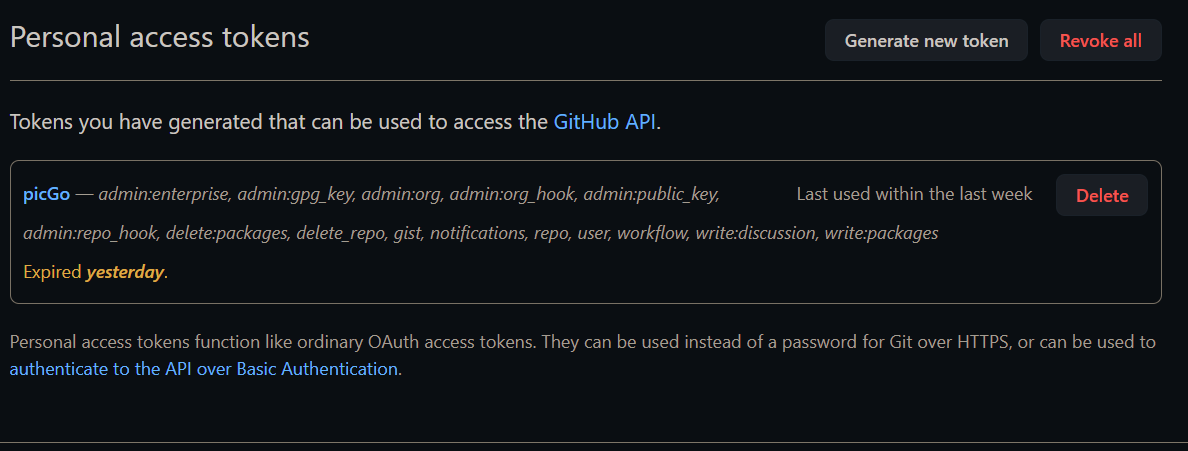 Personal access tokens
Generate new token
Revoke all
Tokens you have generated that can be used to access the GitHub API.
picGo — admin:enterprise, admin:gpg_key, admin:org, admin:org_hook, admin:public_key,
Last used within the last week
Delete
admin:repo_hook, delete:packages, delete_repo, gist, notifications, repo, user, workflow, write:discussion, write:packages
Expired yesterday.
Personal access tokens function like ordinary OAuth access tokens. They can be used instead of a password for Git over HTTPS, or can be used to
authenticate to the API over Basic Authentication.